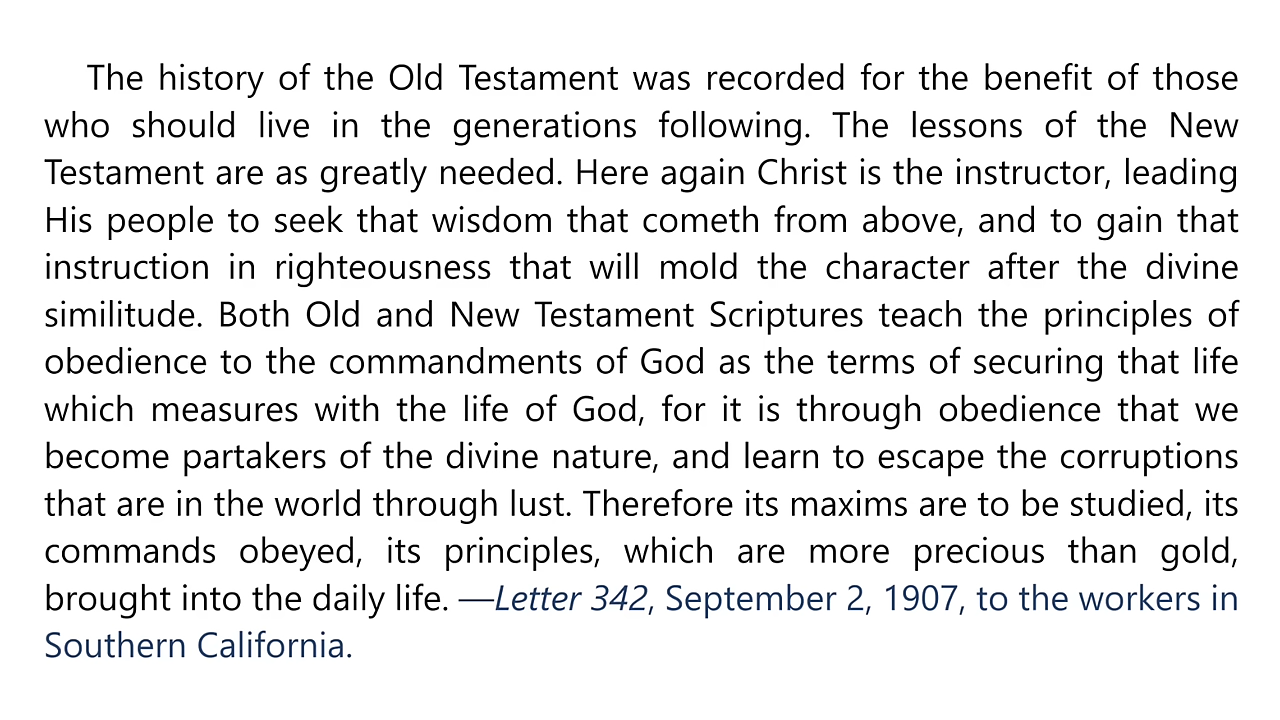 The history of the Old Testament was recorded for the benefit of those
who should live in the generations following. The lessons of the New
Testament are as greatly needed. Here again Christ is the instructor, leading
His people to seek that wisdom that cometh from above, and to gain that
instruction in righteousness that will mold the character after the divine
similitude. Both Old and New Testament Scriptures teach the principles of
obedience to the commandments of God as the terms of securing that life
which measures with the life of God, for it is through obedience that we
become partakers of the divine nature, and learn to escape the corruptions
that are in the world through lust. Therefore its maxims are to be studied, its
commands obeyed, its principles, which are more precious than gold,
brought into the daily life. —Letter 342, September 2, 1907, to the workers in
Southern California.